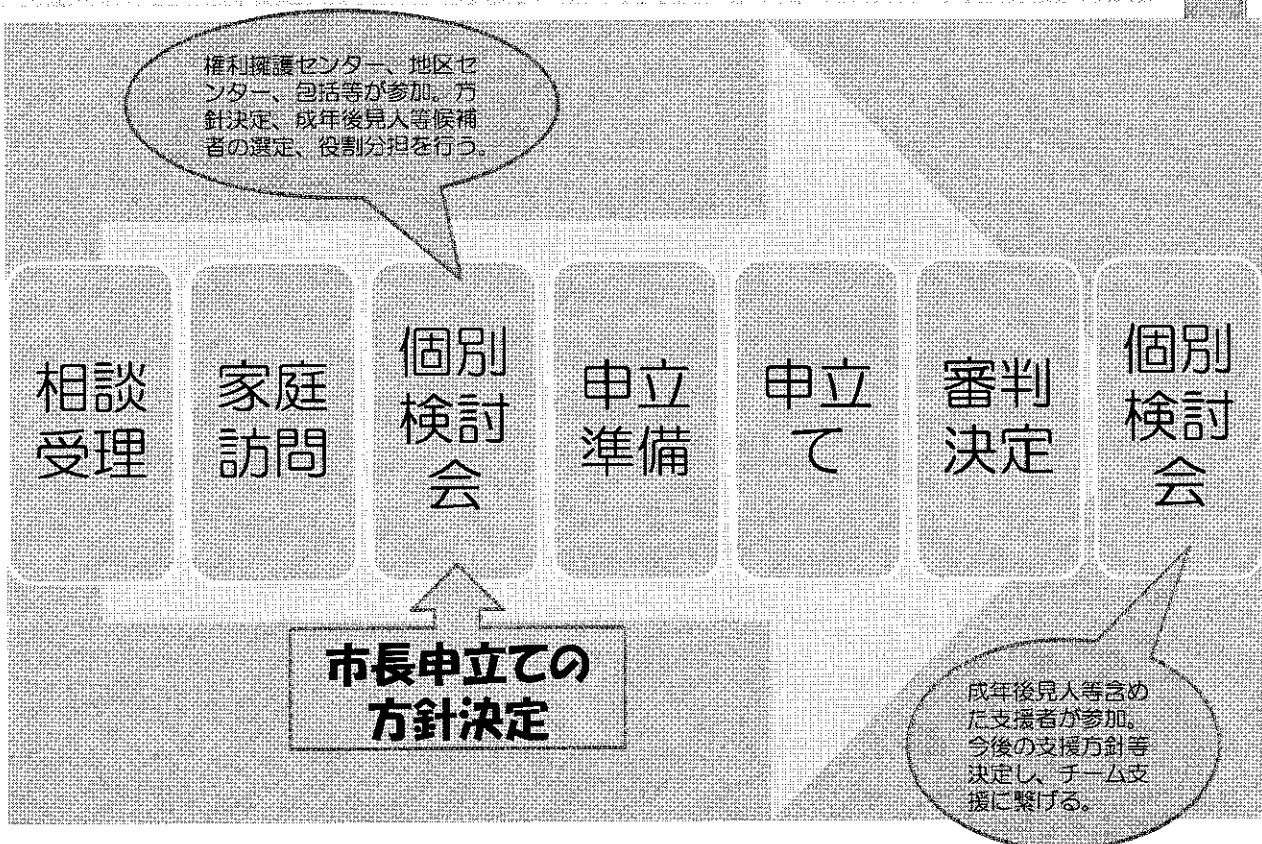 権利擁護センター、地区セ
ンター、包括等が参加。方
針決定、成年後見人等候補
者の選定、役割分担を行う。
相談
受理
家庭
訪問
個別
検討
会
申立
準備
申立
て
審判
決定
個別
検討
会
市長申立ての
方針決定
成年後見人等含め
た支援者が参加。
今後の支援方針等
決定し、チーム支
援に繋げる。